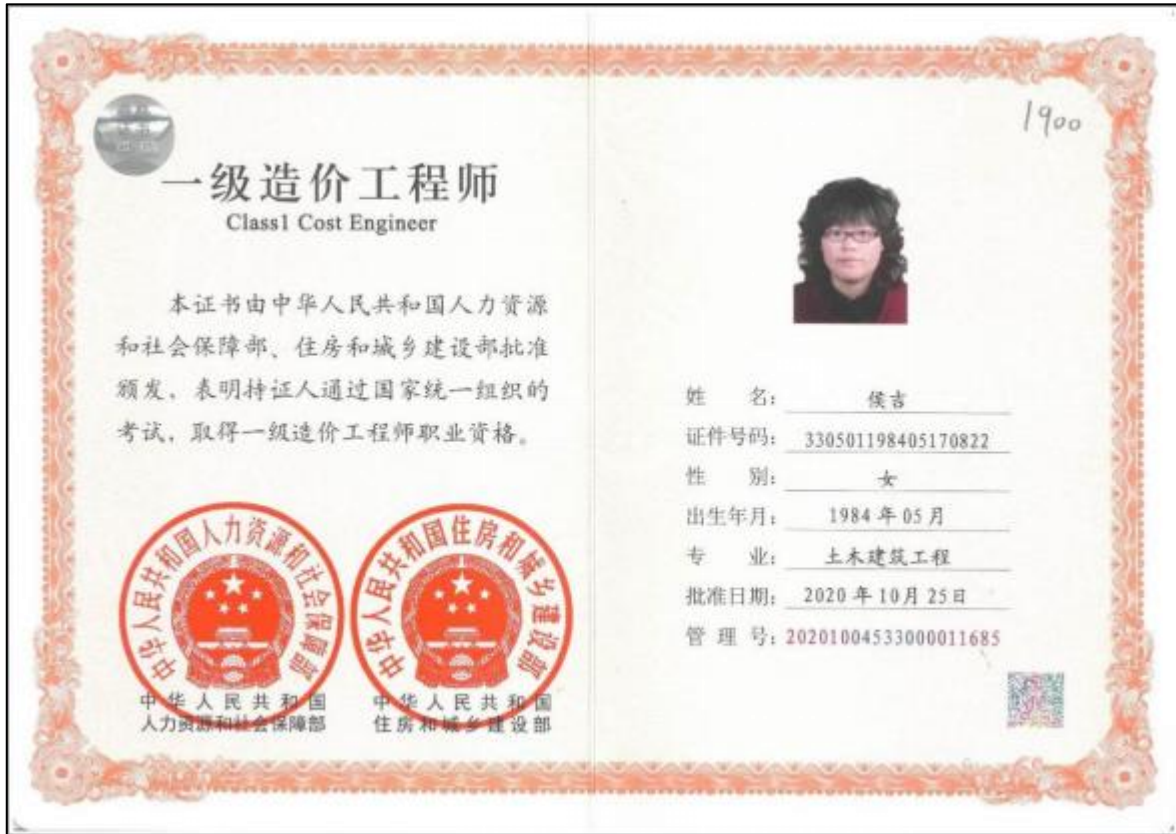 一级造价工程师
Class1 Cost Engineer
本证书由中华人民共和国人力资源
和社会保障部、住房和城乡建设部批准
颁发，表明持证人通过国家统一组织的
考试，取得一级造价工程师职业资格。
中华人民共和国人力资源和社会保障部
中华人民共和国住房和城乡建设部
中华人民共和国
人力资源和社会保障部
中华人民共和国
住房和城乡建设部
1900
姓 名： 侯吉
证件号码： 330501198405170822
性 别： 女
出生年月： 1984年05月
专 业： 土木建筑工程
批准日期： 2020年10月25日
管 理 号：20201004533000011685